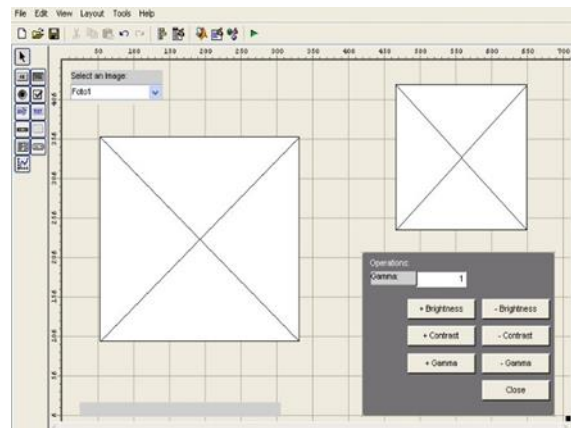 File Edit View Layout Tools Help
50 100 150 200 250 300 350 400 450 500 550 600 650 700
Select an Image:
Foto1
Operations:
Gamma: 1
+ Brightness - Brightness
+ Contrast - Contrast
+ Gamma - Gamma
Close